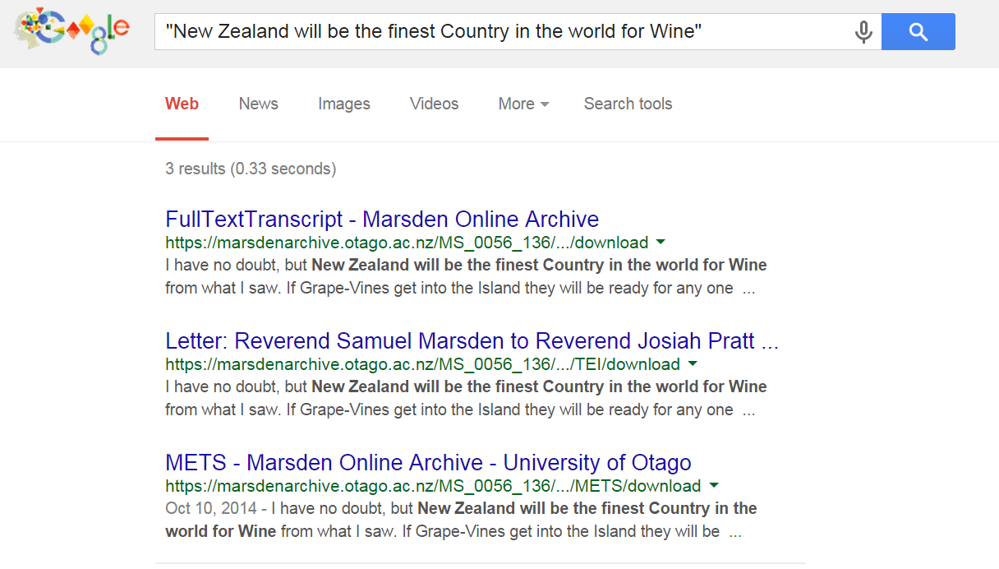 Google
"New Zealand will be the finest Country in the world for Wine"
Web News Images Videos More Search tools
3 results (0.33 seconds)
FullTextTranscript - Marsden Online Archive
https://marsdenarchive.otago.ac.nz/MS_0056_136/.../download
I have no doubt, but New Zealand will be the finest Country in the world for Wine
from what I saw. If Grape-Vines get into the Island they will be ready for any one ...
Letter: Reverend Samuel Marsden to Reverend Josiah Pratt ...
https://marsdenarchive.otago.ac.nz/MS_0056_136/.../TEI/download
I have no doubt, but New Zealand will be the finest Country in the world for Wine
from what I saw. If Grape-Vines get into the Island they will be ready for any one ...
METS - Marsden Online Archive - University of Otago
https://marsdenarchive.otago.ac.nz/MS_0056_136/.../METS/download
Oct 10, 2014 - I have no doubt, but New Zealand will be the finest Country in the
world for Wine from what I saw. If Grape-Vines get into the Island they will be ...